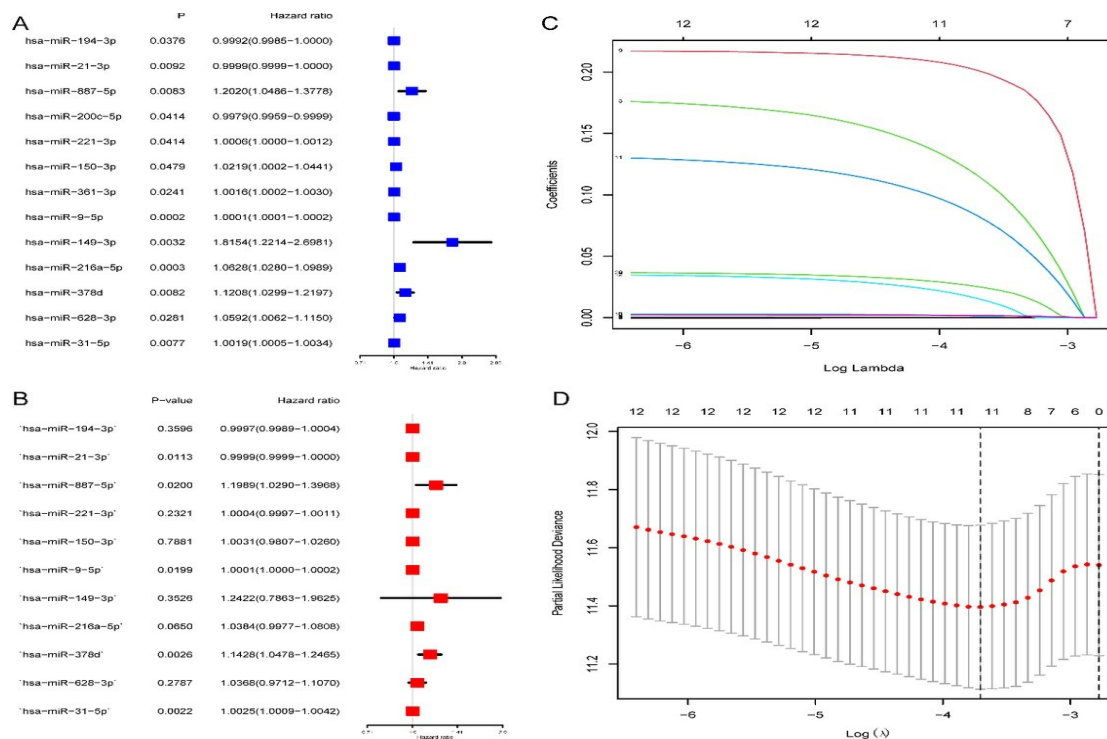 A
P Hazard ratio
hsa-miR-194-3p 0.0376 0.9992(0.9985-1.0000)
hsa-miR-21-3p 0.0092 0.9999(0.9999-1.0000)
hsa-miR-887-5p 0.0083 1.2020(1.0486-1.3778)
hsa-miR-200c-5p 0.0414 0.9979(0.9959-0.9999)
hsa-miR-221-3p 0.0414 1.0006(1.0000-1.0012)
hsa-miR-150-3p 0.0479 1.0219(1.0002-1.0441)
hsa-miR-361-3p 0.0241 1.0016(1.0002-1.0030)
hsa-miR-9-5p 0.0002 1.0001(1.0001-1.0002)
hsa-miR-149-3p 0.0032 1.8154(1.2214-2.6981)
hsa-miR-216a-5p 0.0003 1.0628(1.0280-1.0989)
hsa-miR-378d 0.0082 1.1208(1.0299-1.2197)
hsa-miR-628-3p 0.0281 1.0592(1.0062-1.1150)
hsa-miR-31-5p 0.0077 1.0019(1.0005-1.0034)
Hazard ratio
B
P-value Hazard ratio
`hsa-miR-194-3p` 0.3596 0.9997(0.9989-1.0004)
`hsa-miR-21-3p` 0.0113 0.9999(0.9999-1.0000)
`hsa-miR-887-5p` 0.0200 1.1989(1.0290-1.3968)
`hsa-miR-221-3p` 0.2321 1.0004(0.9997-1.0011)
`hsa-miR-150-3p` 0.7881 1.0031(0.9807-1.0260)
`hsa-miR-9-5p` 0.0199 1.0001(1.0000-1.0002)
`hsa-miR-149-3p` 0.3526 1.2422(0.7863-1.9625)
`hsa-miR-216a-5p` 0.0650 1.0384(0.9977-1.0808)
`hsa-miR-378d` 0.0026 1.1428(1.0478-1.2465)
`hsa-miR-628-3p` 0.2787 1.0368(0.9712-1.1070)
`hsa-miR-31-5p` 0.0022 1.0025(1.0009-1.0042)
Hazard ratio
C
12 12 11 7
0.20
0.15
0.10
0.05
0.00
Coefficients
-6 -5 -4 -3
Log Lambda
D
12 12 12 12 12 12 12 11 11 11 11 11 8 7 6 0
12.0
11.8
11.6
11.4
11.2
Partial Likelihood Deviance
-6 -5 -4 -3
Log (λ)